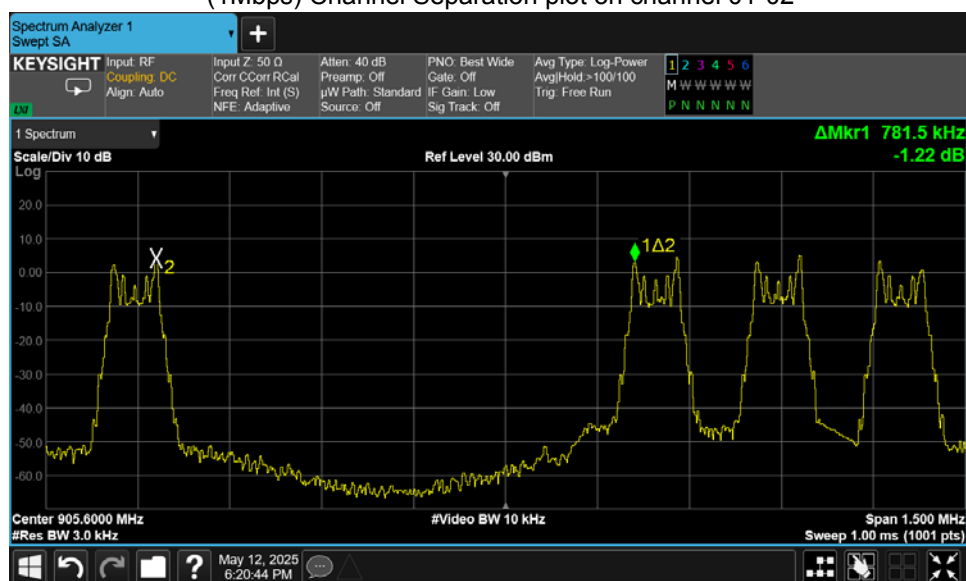 (1Mbps) Channel Separation plot on channel 01-02
Spectrum Analyzer 1
Swept SA
+
KEYSIGHT Input: RF Input Z: 50 Ω Atten: 40 dB PNO: Best Wide Avg Type: Log-Power 1 2 3 4 5 6
Coupling: DC Corr CCorr RCal Preamp: Off Gate: Off Avg|Hold:>100/100 M W W W W W
Align: Auto Freq Ref: Int (S) µW Path: Standard IF Gain: Low Trig: Free Run
LXI NFE: Adaptive Source: Off Sig Track: Off P N N N N N
1 Spectrum ΔMkr1 781.5 kHz
Scale/Div 10 dB Ref Level 30.00 dBm -1.22 dB
Log
20.0
10.0
1Δ2
X2
0.00
-10.0
-20.0
-30.0
-40.0
-50.0
-60.0
Center 905.6000 MHz #Video BW 10 kHz Span 1.500 MHz
#Res BW 3.0 kHz Sweep 1.00 ms (1001 pts)
? May 12, 2025
6:20:44 PM